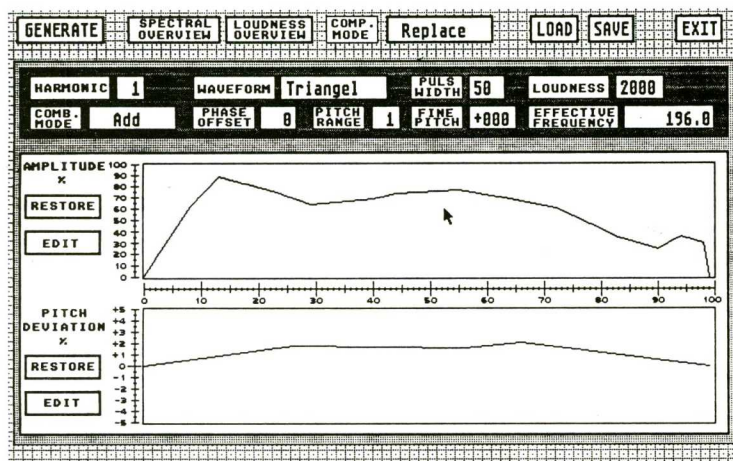 GENERATE SPECTRAL OVERVIEW LOUDNESS OVERVIEW COMP. MODE Replace LOAD SAVE EXIT
HARMONIC 1 WAVEFORM Triangel PULS WIDTH 50 LOUDNESS 2000
COMB. MODE Add PHASE OFFSET 0 PITCH RANGE 1 FINE PITCH +000 EFFECTIVE FREQUENCY 196.0
AMPLITUDE %
RESTORE
EDIT
100
90
80
70
60
50
40
30
20
10
0
0 10 20 30 40 50 60 70 80 90 100
PITCH DEVIATION %
RESTORE
EDIT
+5
+4
+3
+2
+1
0
-1
-2
-3
-4
-5